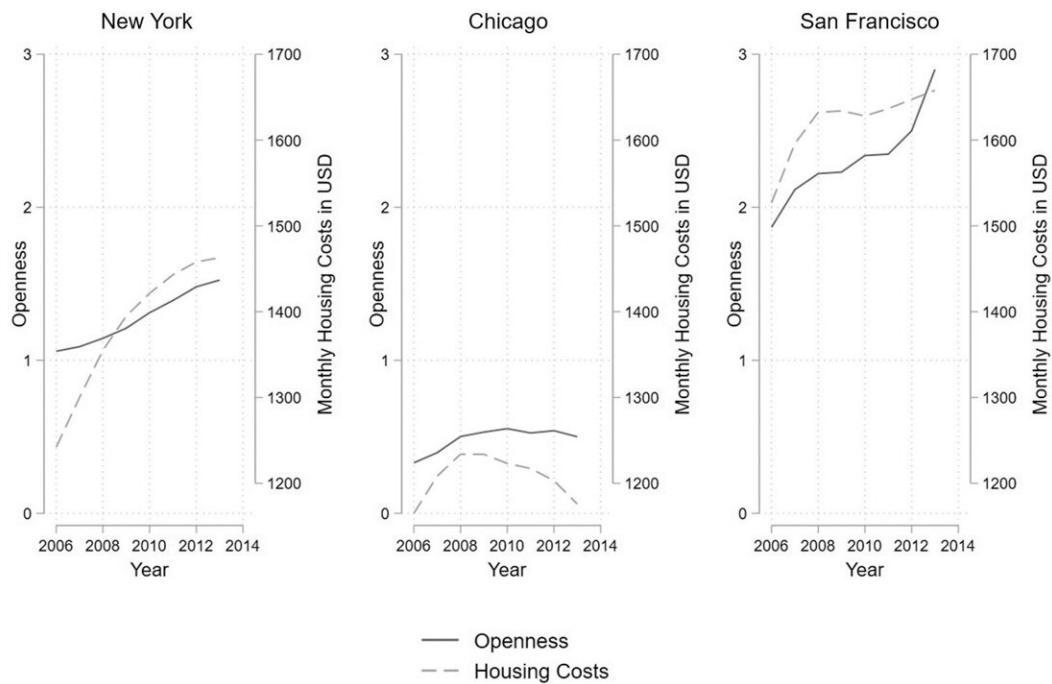 New York
Chicago
San Francisco
3
2
1
0
Openness
1700
1600
1500
1400
1300
1200
Monthly Housing Costs in USD
2006 2008 2010 2012 2014
Year
3
2
1
0
Openness
1700
1600
1500
1400
1300
1200
Monthly Housing Costs in USD
2006 2008 2010 2012 2014
Year
3
2
1
0
Openness
1700
1600
1500
1400
1300
1200
Monthly Housing Costs in USD
2006 2008 2010 2012 2014
Year
Openness
Housing Costs